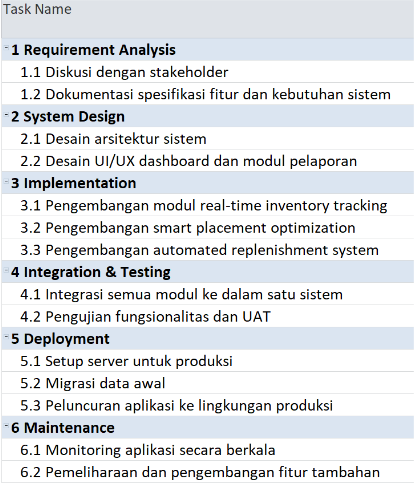 Task Name
1 Requirement Analysis
1.1 Diskusi dengan stakeholder
1.2 Dokumentasi spesifikasi fitur dan kebutuhan sistem
2 System Design
2.1 Desain arsitektur sistem
2.2 Desain UI/UX dashboard dan modul pelaporan
3 Implementation
3.1 Pengembangan modul real-time inventory tracking
3.2 Pengembangan smart placement optimization
3.3 Pengembangan automated replenishment system
4 Integration & Testing
4.1 Integrasi semua modul ke dalam satu sistem
4.2 Pengujian fungsionalitas dan UAT
5 Deployment
5.1 Setup server untuk produksi
5.2 Migrasi data awal
5.3 Peluncuran aplikasi ke lingkungan produksi
6 Maintenance
6.1 Monitoring aplikasi secara berkala
6.2 Pemeliharaan dan pengembangan fitur tambahan